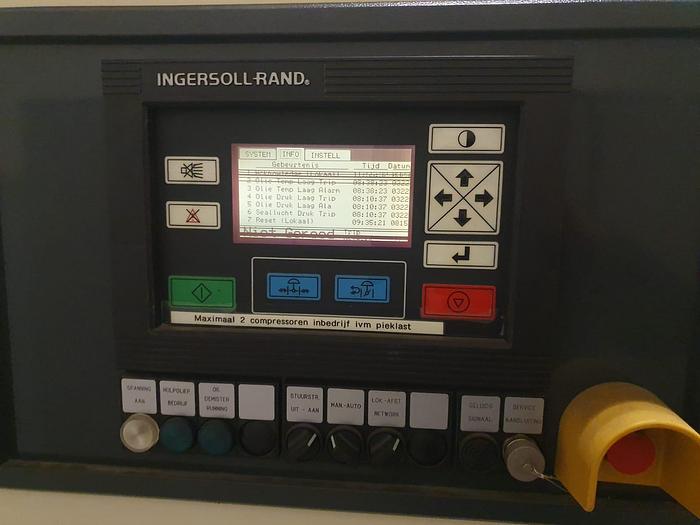 INGERSOLL-RAND®
SYSTEM INFO INSTELL
Gebeurtenis Tijd Datum
2 Olie Temp Laag Trip 08:38:23 0322
3 Olie Temp Laag Alarm 08:38:23 0322
4 Olie Druk Laag Trip 08:10:37 0322
5 Olie Druk Laag Ala 08:10:37 0322
6 Seallucht Druk Trip 08:10:37 0322
7 Reset (Lokaal) 09:35:21 0815
Niet Gereed Trip
Maximaal 2 compressoren inbedrijf ivm pieklast
SPANNING AAN
HULPOLIEP BEDRIJF
OIL DEMISTER RUNNING
STUURSTR. UIT - AAN
MAN.-AUTO
LOK.-AFST. NETWORK
GELUIDS SIGNAAL
SERVICE AANSLUITING